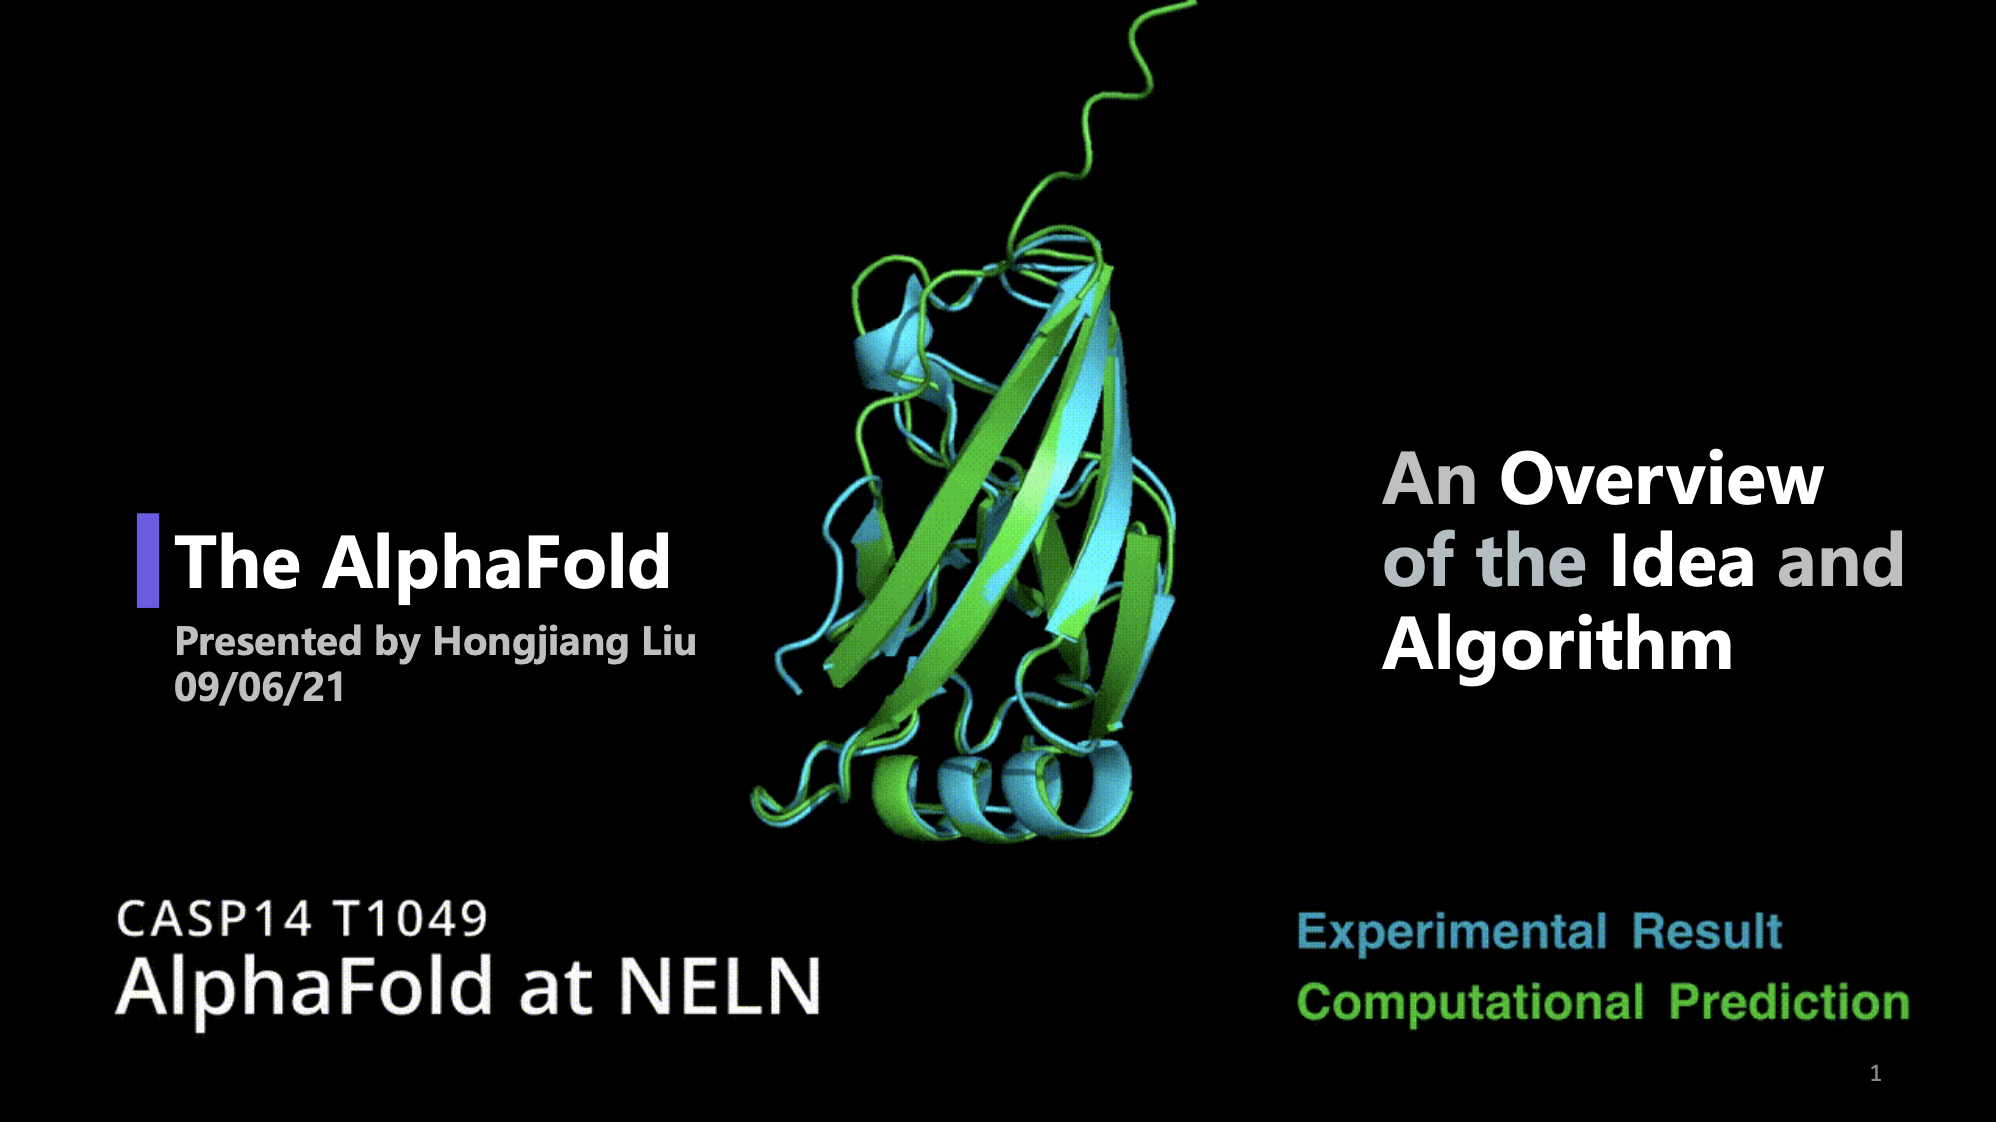 The AlphaFold
Presented by Hongjiang Liu
09/06/21
An Overview
of the Idea and
Algorithm
CASP14 T1049
AlphaFold at NELN
Experimental Result
Computational Prediction
1